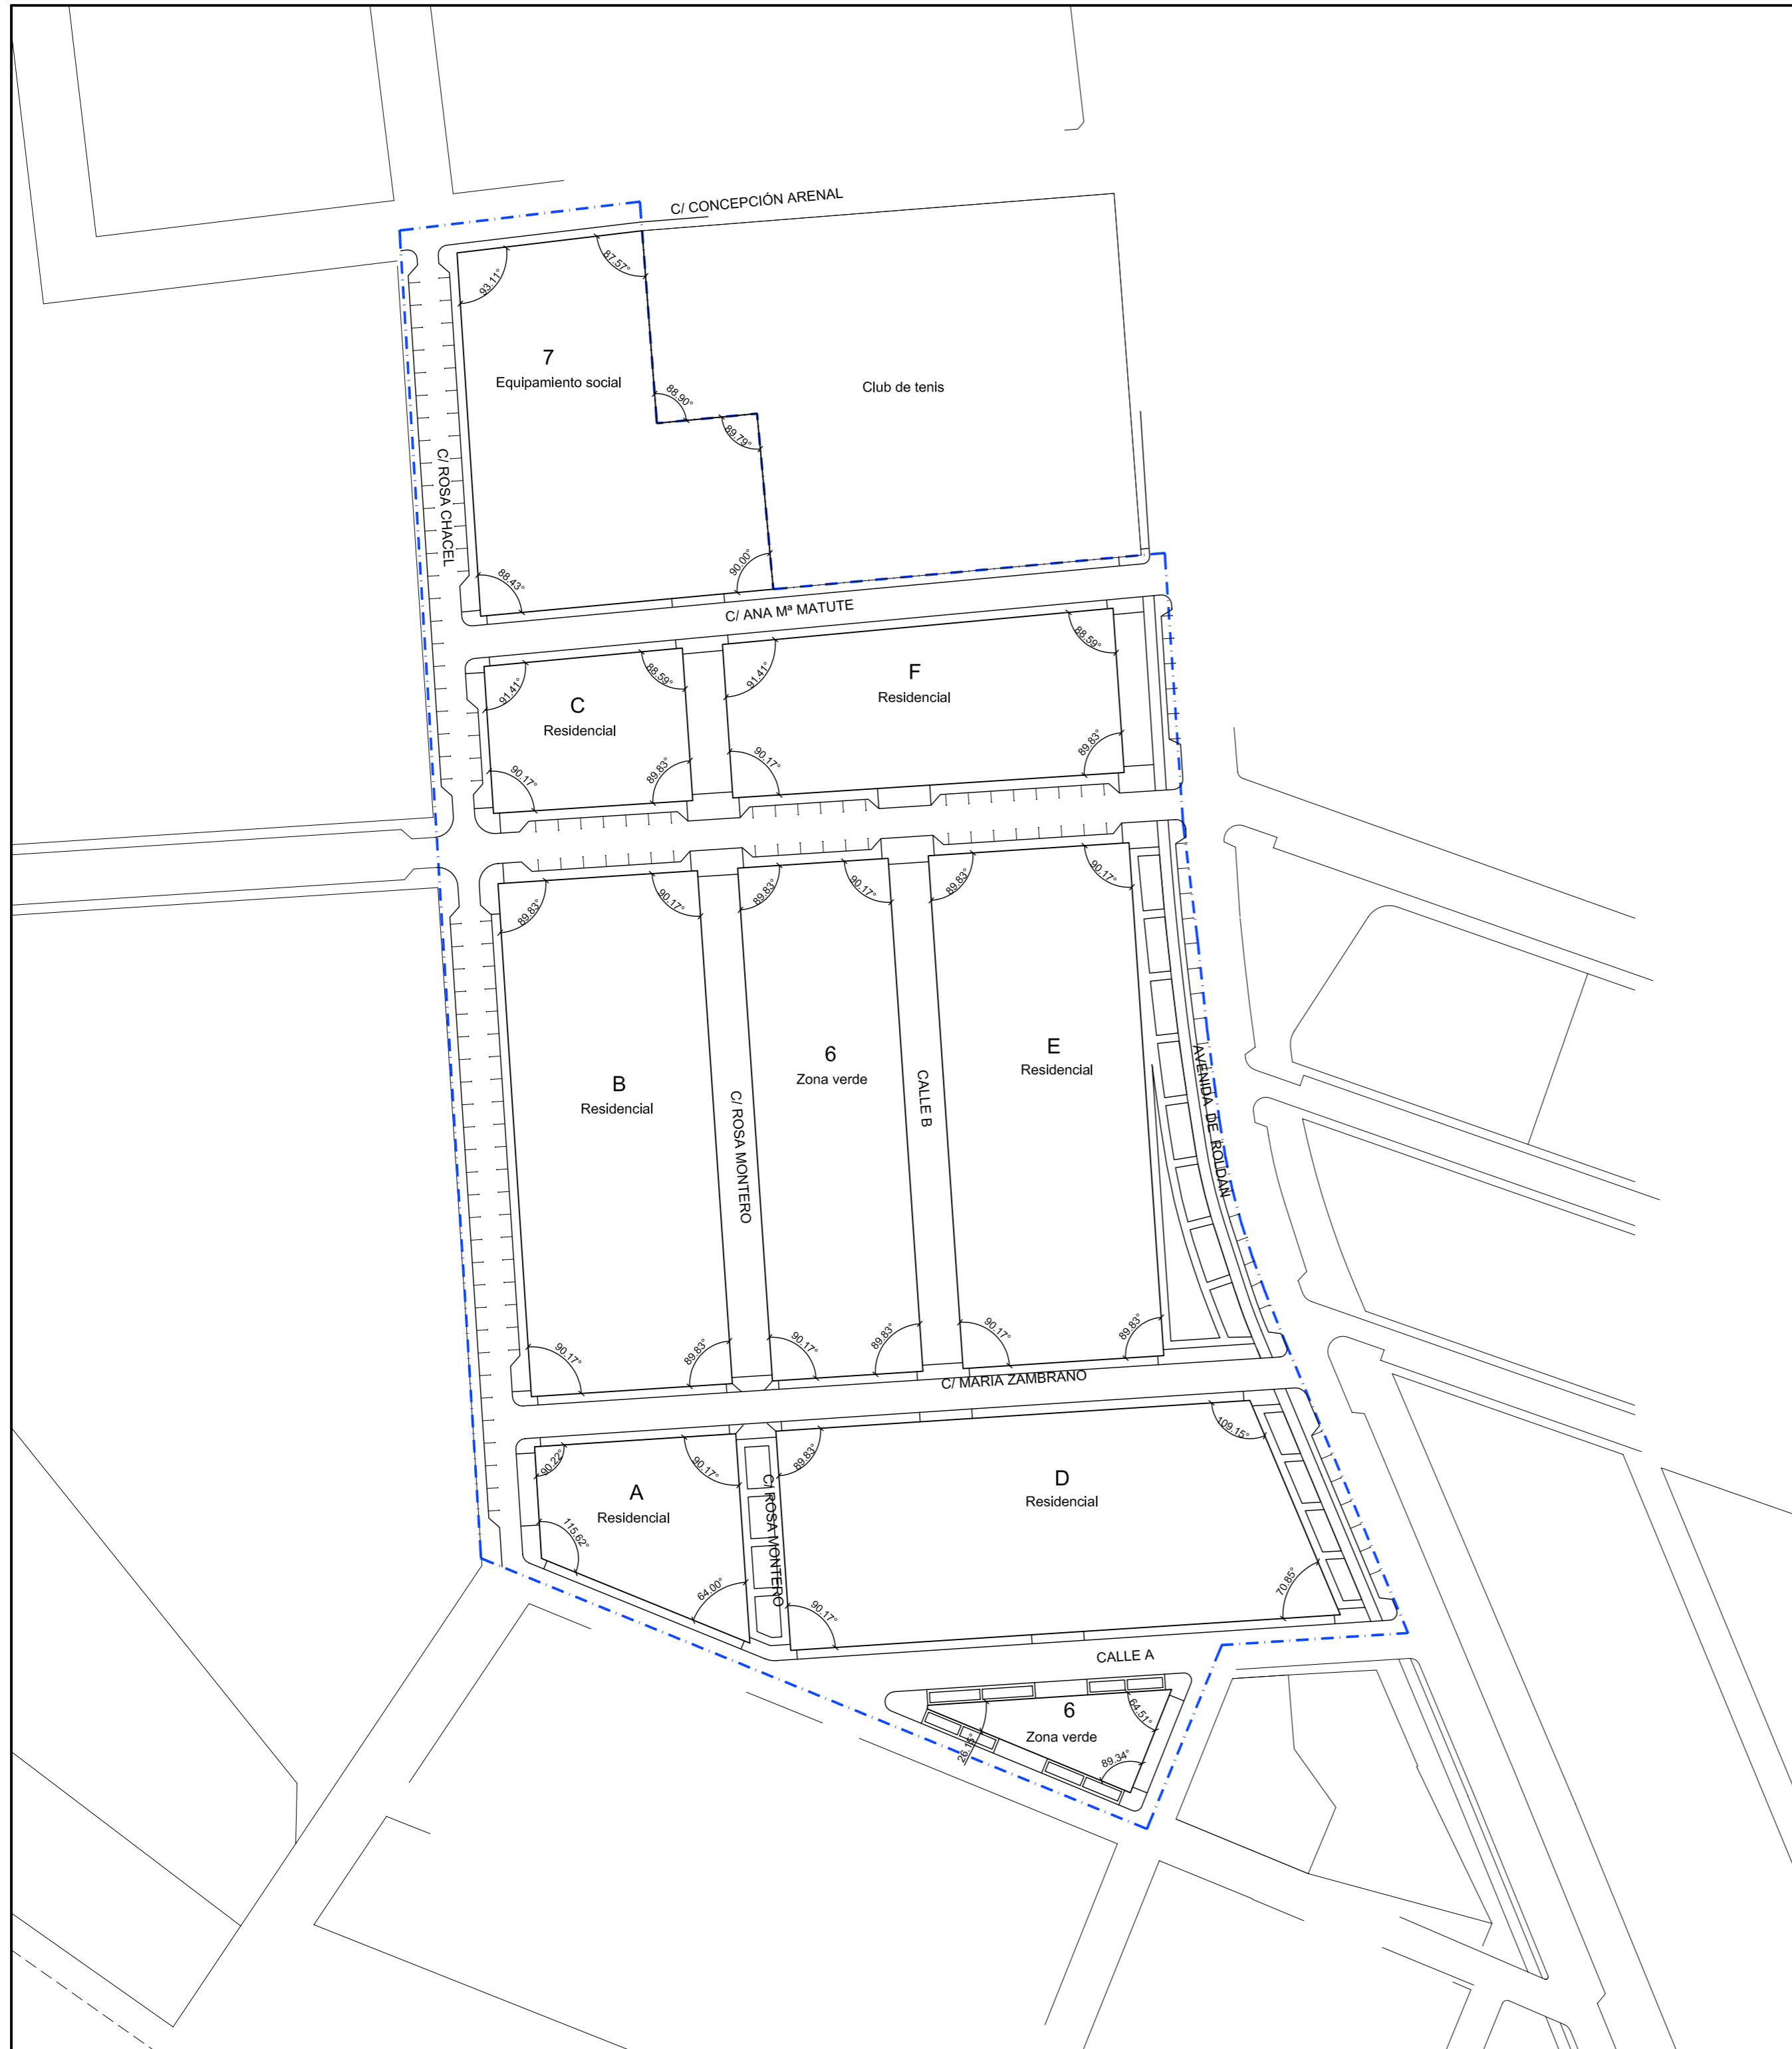 C/ CONCEPCIÓN ARENAL
93.11°
87.57°
7
Equipamiento social
Club de tenis
88.90°
89.79°
C/ ROSA CHACEL
88.43°
90.00°
C/ ANA Mª MATUTE
91.41°
88.59°
91.41°
88.59°
C
Residencial
F
Residencial
90.17°
89.83°
90.17°
89.83°
89.83°
90.17°
89.83°
90.17°
89.83°
90.17°
B
Residencial
6
Zona verde
E
Residencial
C/ ROSA MONTERO
CALLE B
AVENIDA DE ROLDÁN
90.17°
89.83°
90.17°
89.83°
90.17°
89.83°
C/ MARIA ZAMBRANO
90.22°
90.17°
89.83°
109.15°
A
Residencial
C/ ROSA MONTERO
D
Residencial
115.62°
64.00°
90.17°
70.85°
CALLE A
6
Zona verde
64.51°
26.15°
89.34°